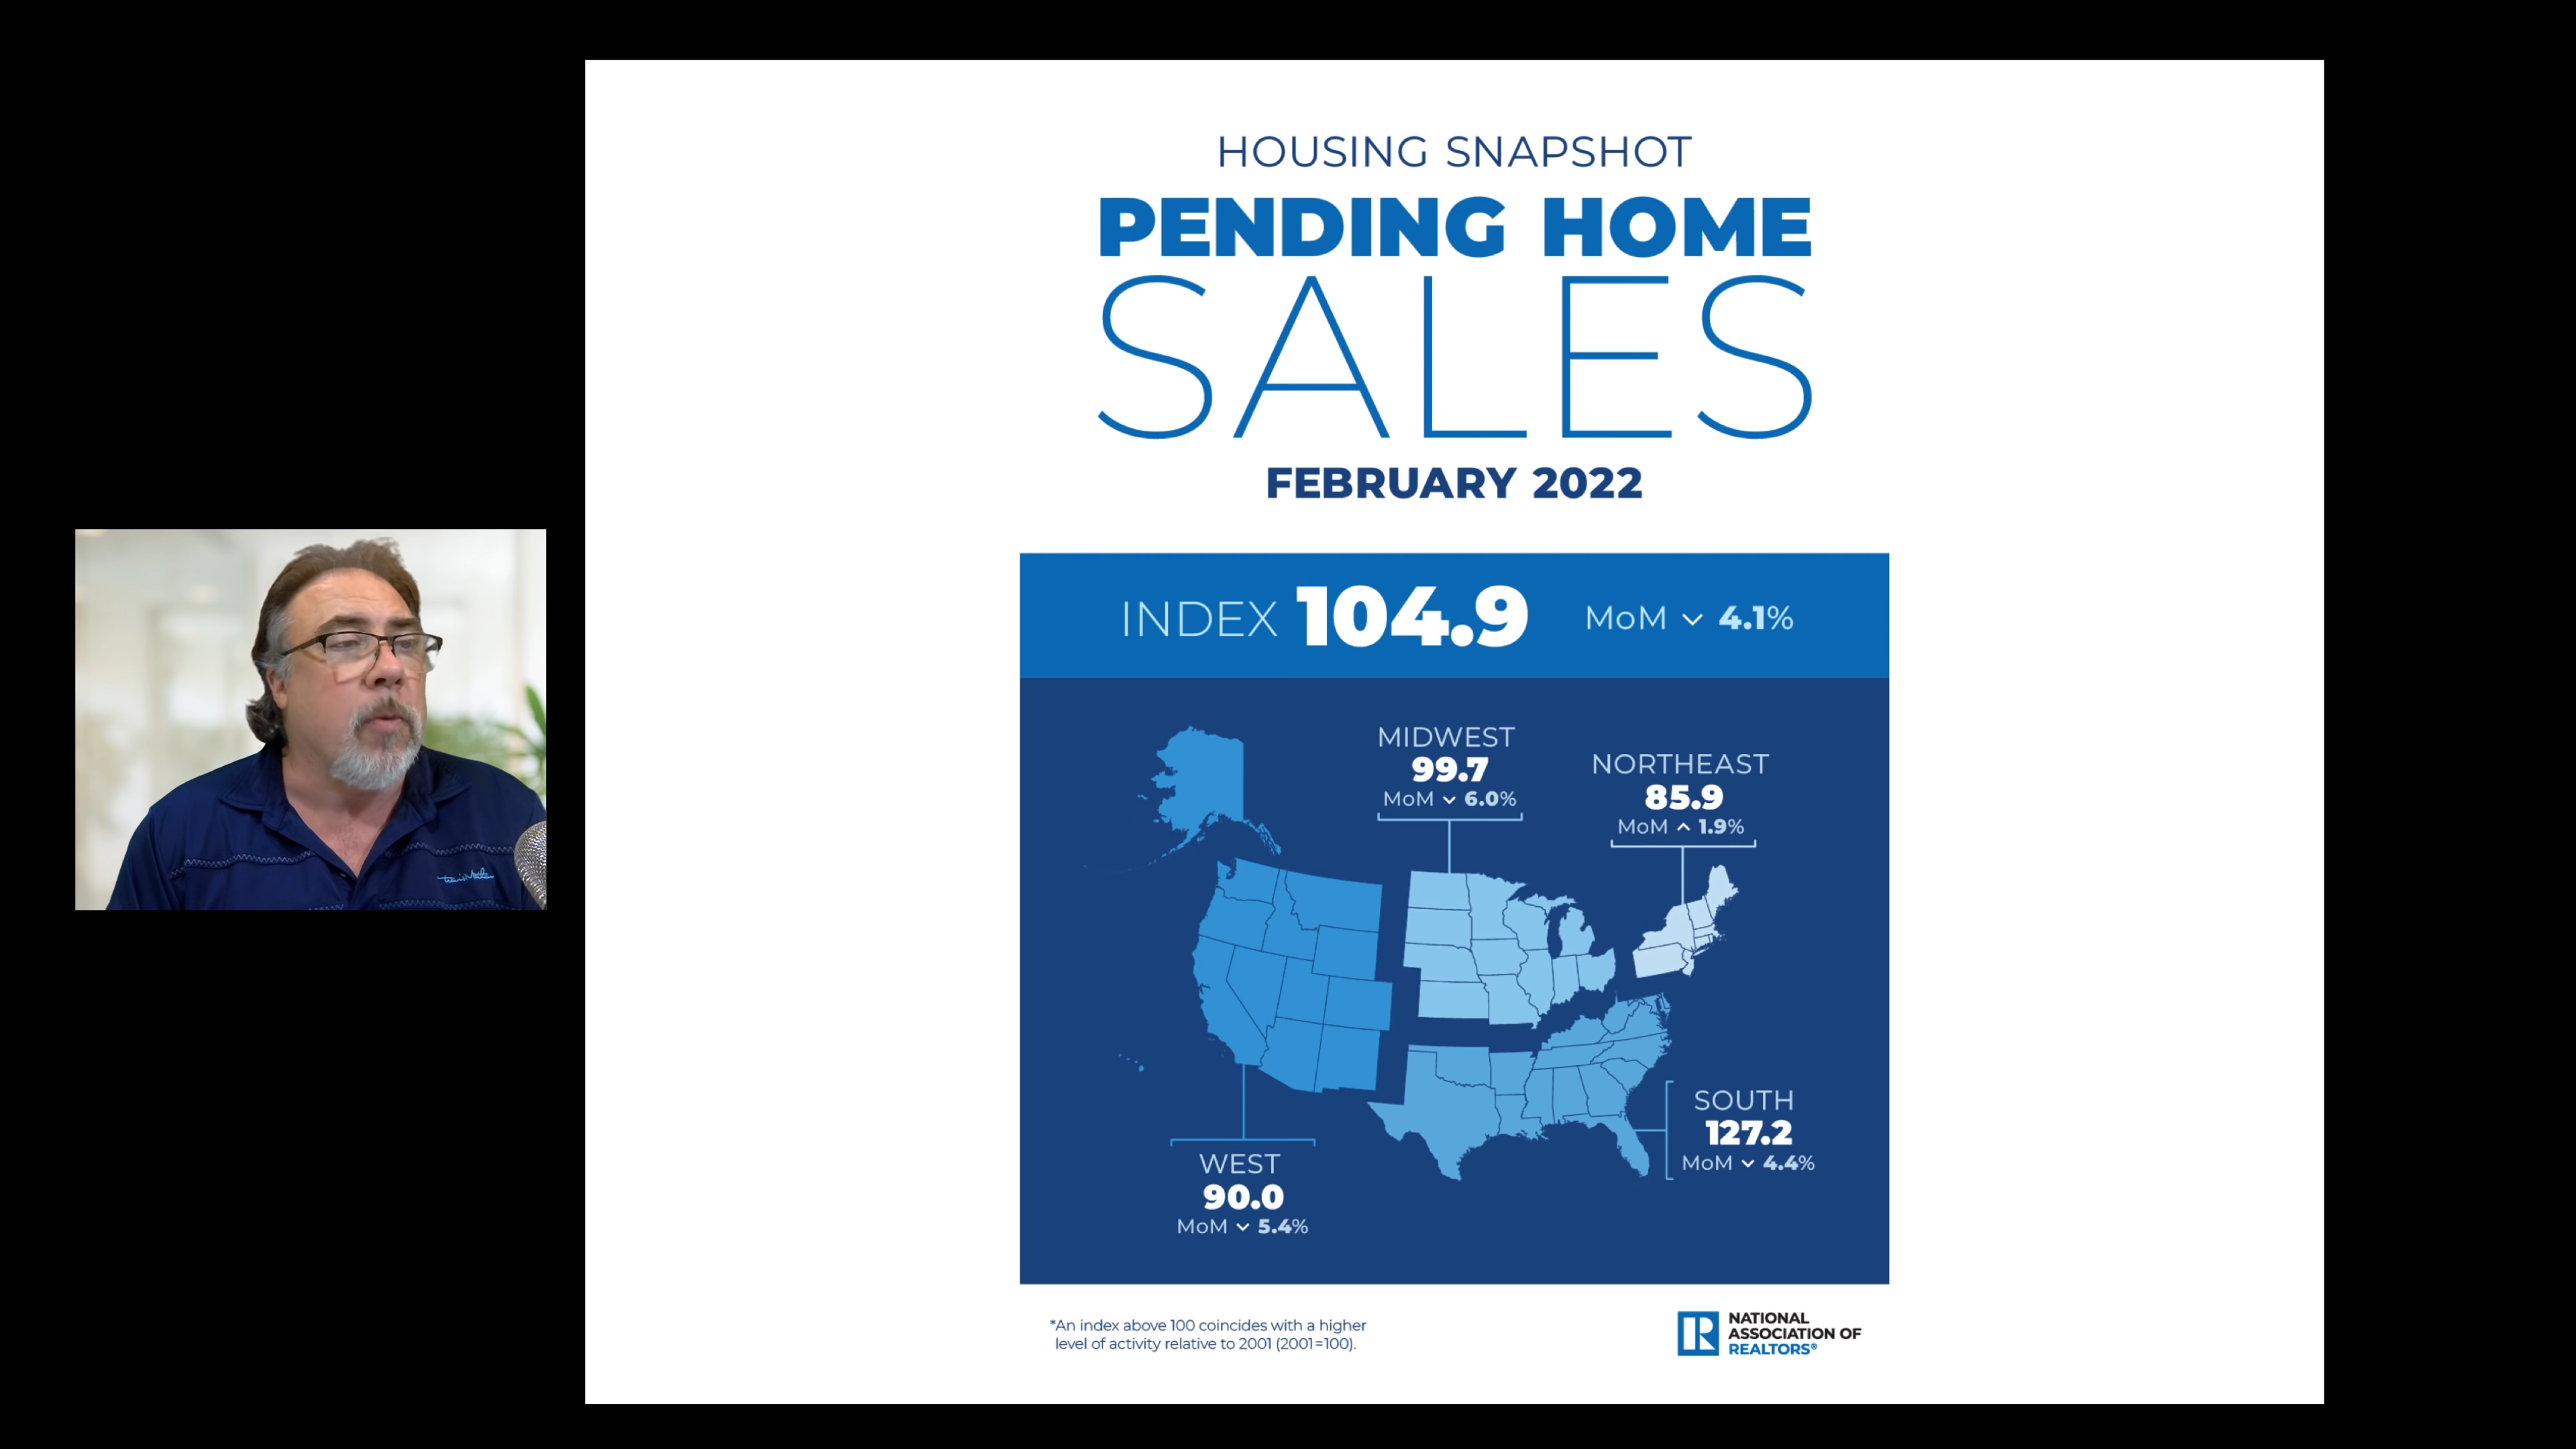 HOUSING SNAPSHOT
PENDING HOME
SALES
FEBRUARY 2022
INDEX 104.9 MoM 4.1%
MIDWEST
99.7
MoM 6.0%
NORTHEAST
85.9
MoM 1.9%
SOUTH
127.2
MoM 4.4%
WEST
90.0
MoM 5.4%
*An index above 100 coincides with a higher
level of activity relative to 2001 (2001=100).
R
NATIONAL
ASSOCIATION OF
REALTORS®
travisMathew